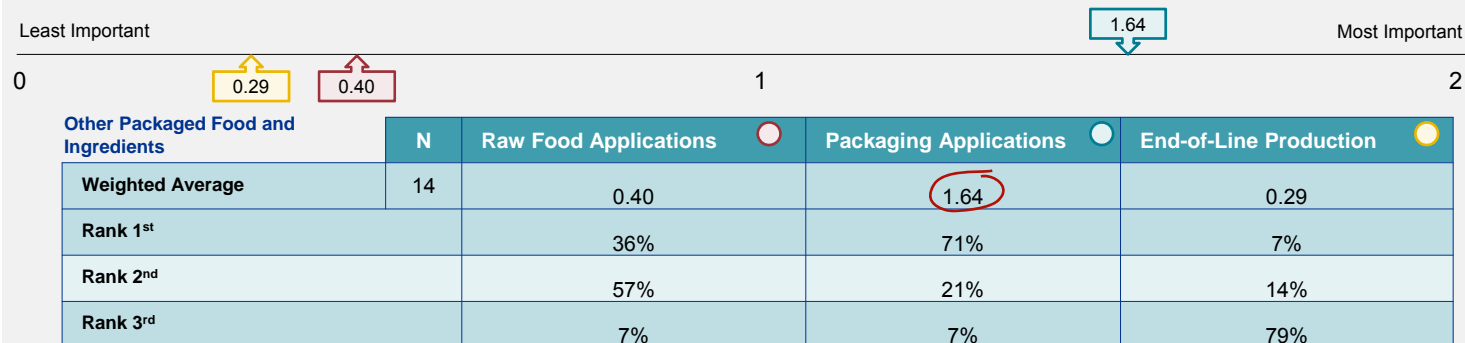 Least Important
1.64
Most Important
0
0.29
0.40
1
2
Other Packaged Food and
Ingredients
N
Raw Food Applications
Packaging Applications
End-of-Line Production
Weighted Average
14
0.40
1.64
0.29
Rank 1st
36%
71%
7%
Rank 2nd
57%
21%
14%
Rank 3rd
7%
7%
79%